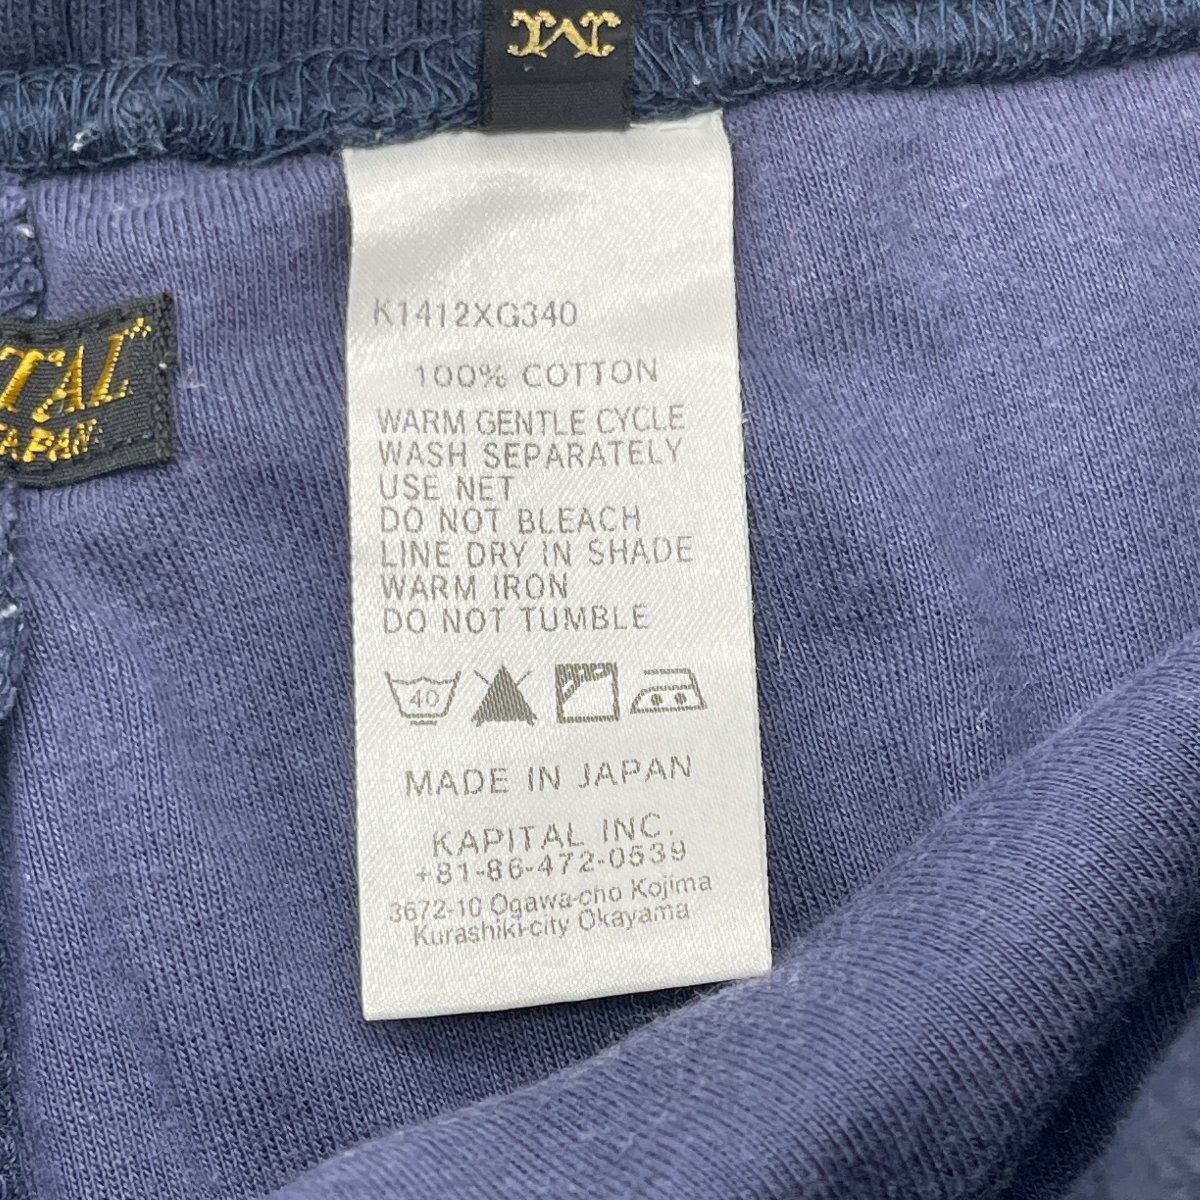 M
TAL
JAPAN
K1412XG340
100% COTTON
WARM GENTLE CYCLE
WASH SEPARATELY
USE NET
DO NOT BLEACH
LINE DRY IN SHADE
WARM IRON
DO NOT TUMBLE
40
MADE IN JAPAN
KAPITAL INC.
+81-86-472-0539
3672-10 Ogawa-cho Kojima
Kurashiki-city Okayama